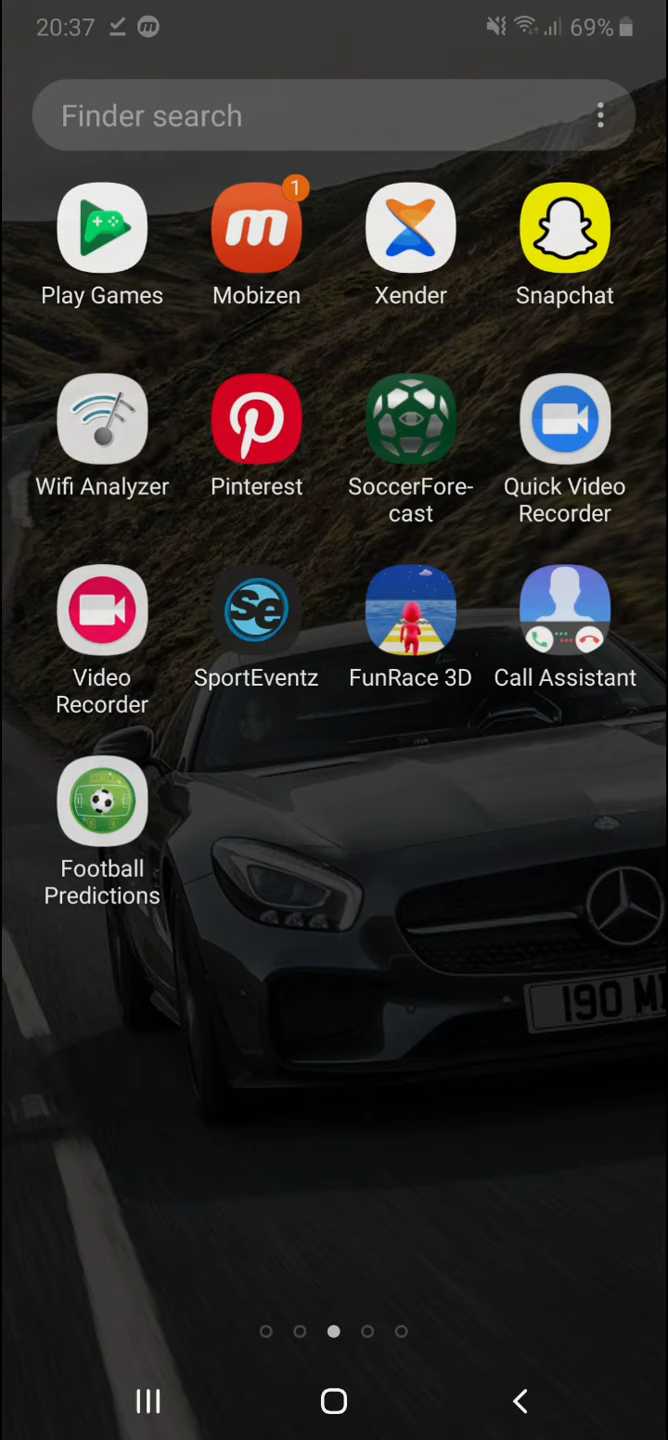 20:37
69%
Finder search
1
m
Play Games
Mobizen
Xender
Snapchat
Wifi Analyzer
Pinterest
SoccerFore-
cast
Quick Video
Recorder
Se
Video
Recorder
SportEventz
FunRace 3D
Call Assistant
Football
Predictions
190 M